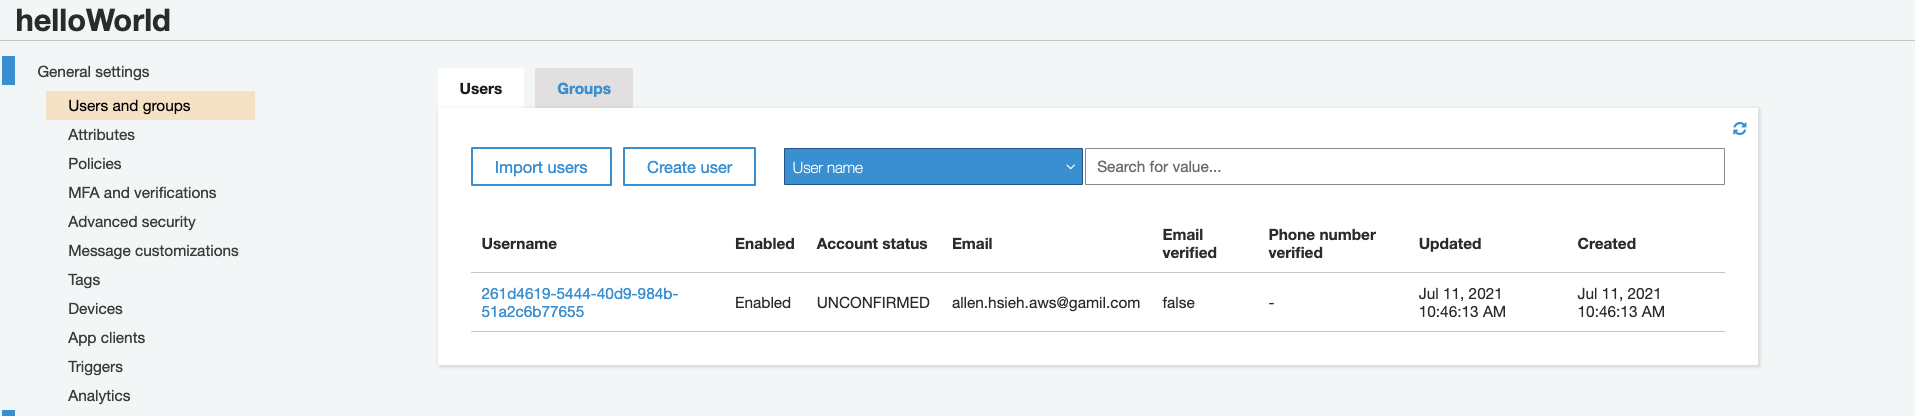 helloWorld
General settings
Users and groups
Attributes
Policies
MFA and verifications
Advanced security
Message customizations
Tags
Devices
App clients
Triggers
Analytics
Users Groups
Import users Create user User name Search for value...
Username Enabled Account status Email Email verified Phone number verified Updated Created
261d4619-5444-40d9-984b- Enabled UNCONFIRMED allen.hsieh.aws@gamil.com false - Jul 11, 2021 Jul 11, 2021
51a2c6b77655 10:46:13 AM 10:46:13 AM